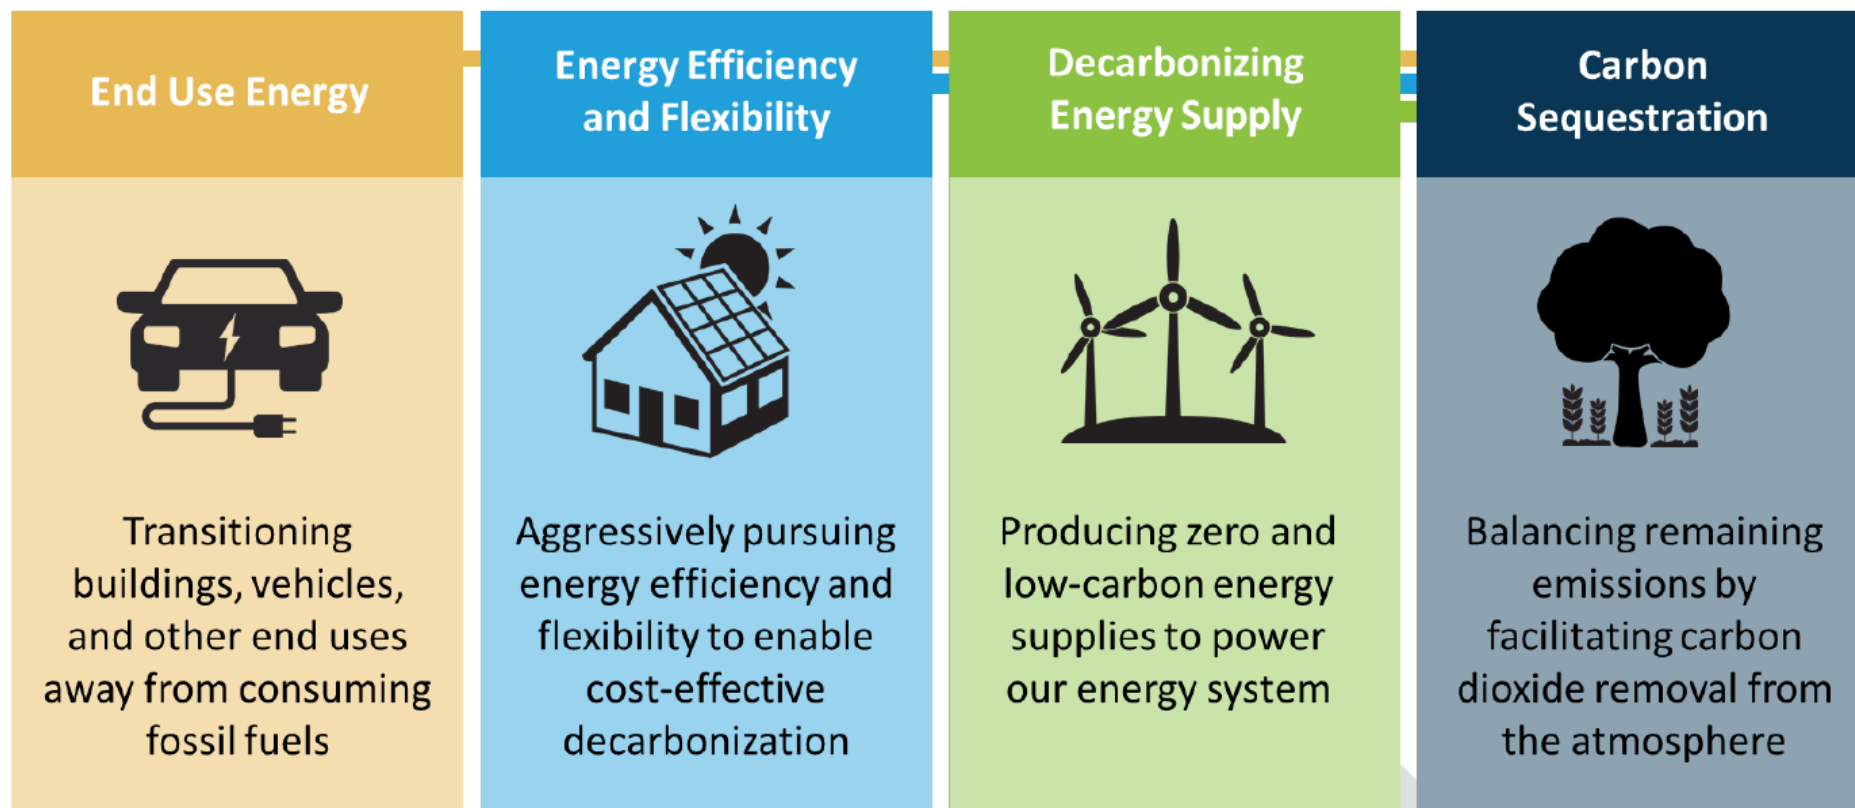 End Use Energy
Transitioning
buildings, vehicles,
and other end uses
away from consuming
fossil fuels
Energy Efficiency
and Flexibility
Aggressively pursuing
energy efficiency and
flexibility to enable
cost-effective
decarbonization
Decarbonizing
Energy Supply
Producing zero and
low-carbon energy
supplies to power
our energy system
Carbon
Sequestration
Balancing remaining
emissions by
facilitating carbon
dioxide removal from
the atmosphere